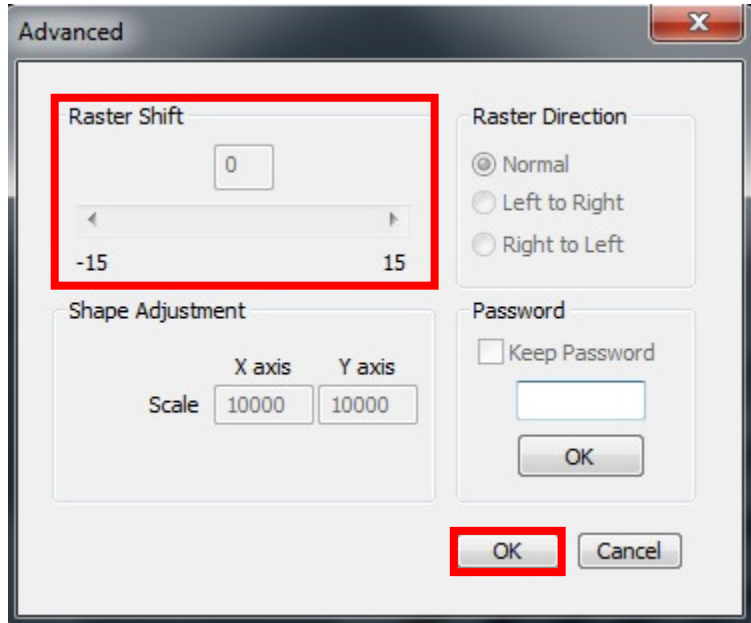 Advanced
Raster Shift
0
-15 15
Raster Direction
Normal
Left to Right
Right to Left
Shape Adjustment
X axis Y axis
Scale 10000 10000
Password
Keep Password
OK
OK Cancel